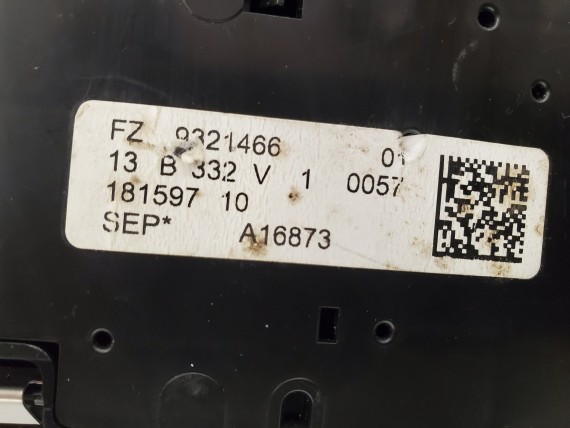 FZ 9321466 01
13 B 332 V 1 0057
181597 10
SEP* A16873